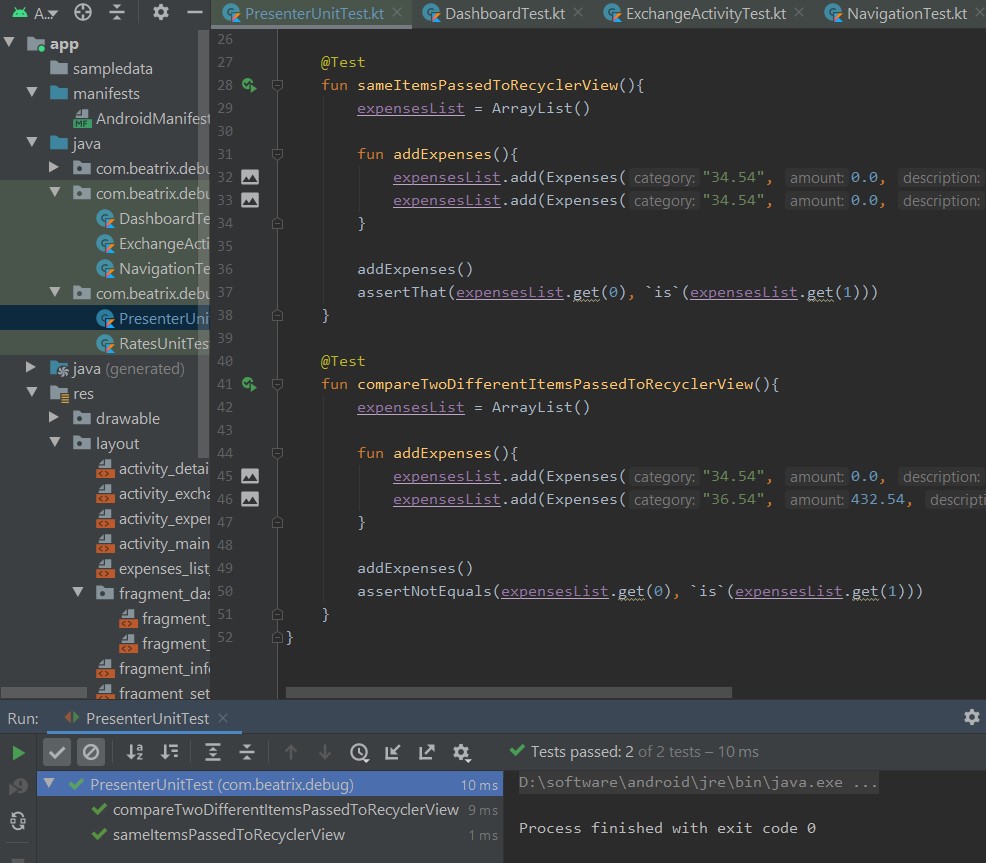 A...
PresenterUnitTest.kt
DashboardTest.kt
ExchangeActivityTest.kt
NavigationTest.kt
app
sampledata
manifests
MF AndroidManifest
java
com.beatrix.debu
com.beatrix.debu
DashboardTe
ExchangeActi
NavigationTe
com.beatrix.debu
PresenterUni
RatesUnitTes
java (generated)
res
drawable
layout
activity_detai
activity_excha
activity_exper
activity_main
expenses_list_
fragment_das
fragment_
fragment_
fragment_info
fragment_set
26
27 @Test
28 fun sameItemsPassedToRecyclerView(){
29 expensesList = ArrayList()
30
31 fun addExpenses(){
32 expensesList.add(Expenses( category: "34.54", amount: 0.0, description:
33 expensesList.add(Expenses( category: "34.54", amount: 0.0, description:
34 }
35
36 addExpenses()
37 assertThat(expensesList.get(0), `is`(expensesList.get(1)))
38 }
39
40 @Test
41 fun compareTwoDifferentItemsPassedToRecyclerView(){
42 expensesList = ArrayList()
43
44 fun addExpenses(){
45 expensesList.add(Expenses( category: "34.54", amount: 0.0, description:
46 expensesList.add(Expenses( category: "36.54", amount: 432.54, descripti
47 }
48
49 addExpenses()
50 assertNotEquals(expensesList.get(0), `is`(expensesList.get(1)))
51 }
52 }
Run: PresenterUnitTest
Tests passed: 2 of 2 tests – 10 ms
PresenterUnitTest (com.beatrix.debug) 10 ms
compareTwoDifferentItemsPassedToRecyclerView 9 ms
sameItemsPassedToRecyclerView 1 ms
D:\software\android\jre\bin\java.exe ...
Process finished with exit code 0